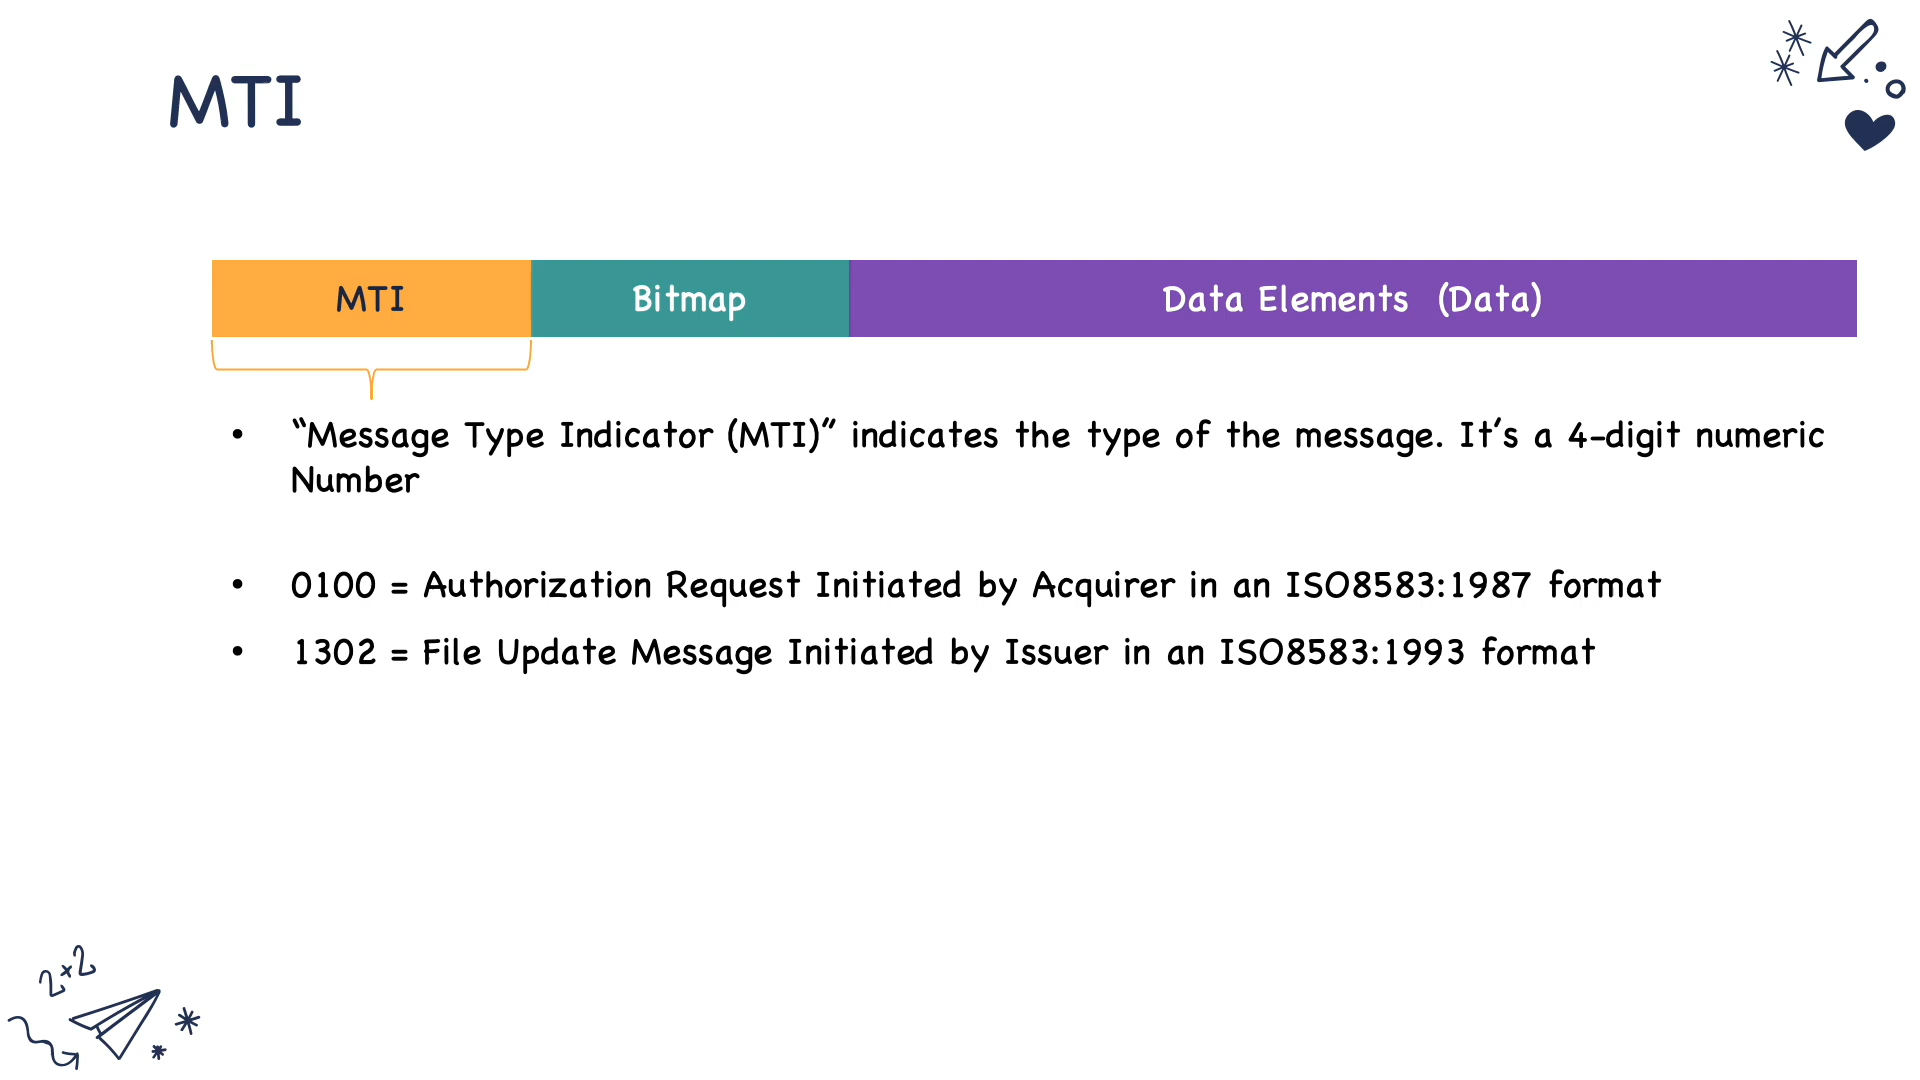 MTI
MTI Bitmap Data Elements (Data)
• “Message Type Indicator (MTI)” indicates the type of the message. It’s a 4-digit numeric
Number
• 0100 = Authorization Request Initiated by Acquirer in an ISO8583:1987 format
• 1302 = File Update Message Initiated by Issuer in an ISO8583:1993 format
2×2